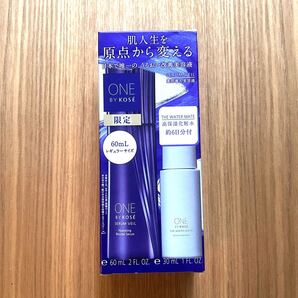 肌人生を
原点から変える
ONE
BY KOSÉ
限定
60mL
レギュラーサイズ
THE WATER MATE
高保湿化粧水
約6日分付
ONE
BY KOSÉ
SERUM VEIL
ONE
BY KOSÉ
THE WATER MATE
℮ 60 mL 2 FL. OZ.
℮ 30 mL 1 FL. OZ.